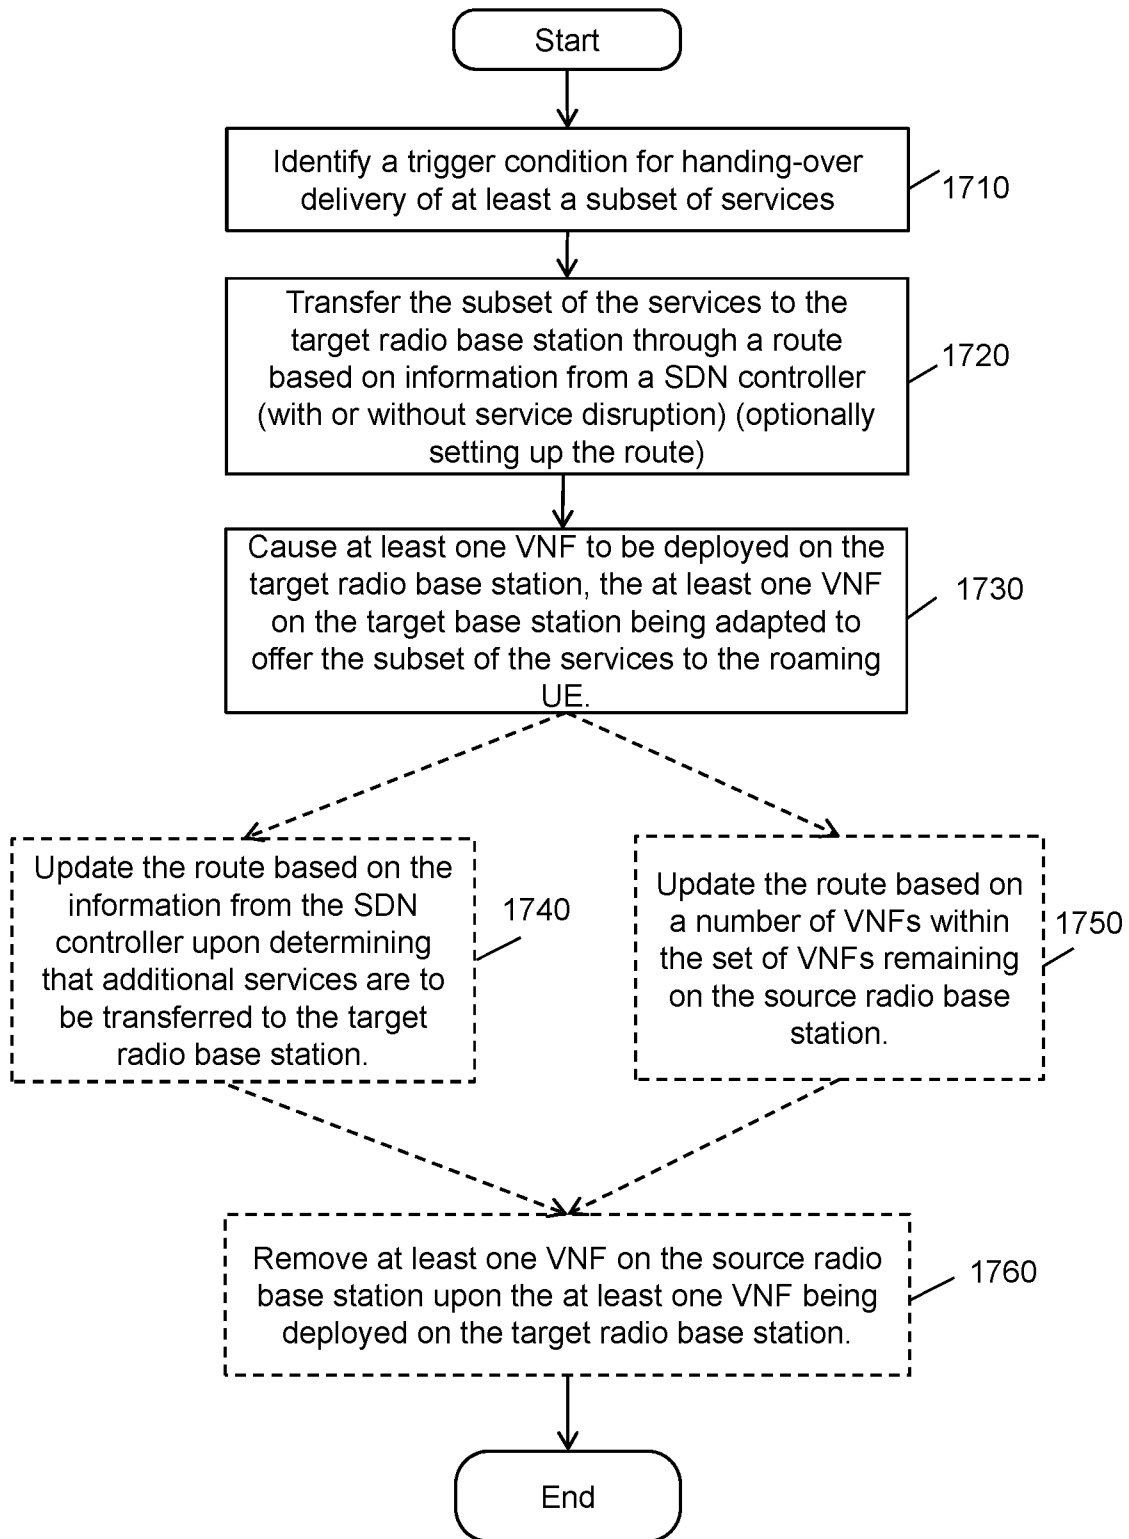 Start
Identify a trigger condition for handing-over
delivery of at least a subset of services
1710
Transfer the subset of the services to the
target radio base station through a route
based on information from a SDN controller
(with or without service disruption) (optionally
setting up the route)
1720
Cause at least one VNF to be deployed on the
target radio base station, the at least one VNF
on the target base station being adapted to
offer the subset of the services to the roaming
UE.
1730
Update the route based on the
information from the SDN
controller upon determining
that additional services are to
be transferred to the target
radio base station.
1740
Update the route based on
a number of VNFs within
the set of VNFs remaining
on the source radio base
station.
1750
Remove at least one VNF on the source radio
base station upon the at least one VNF being
deployed on the target radio base station.
1760
End